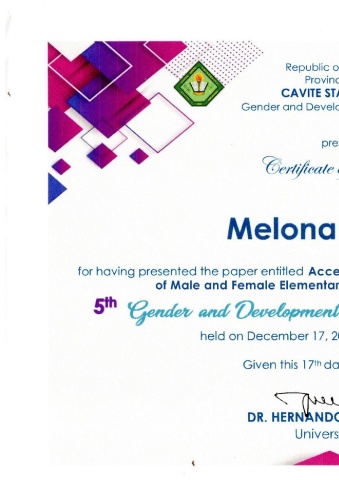 Republic o
Provinc
CAVITE STA
Gender and Develo
pre
Certificate
Melona
for having presented the paper entitled Acce
of Male and Female Elementar
5th Gender and Development
held on December 17, 20
Given this 17th da
DR. HERNANDO
Univers